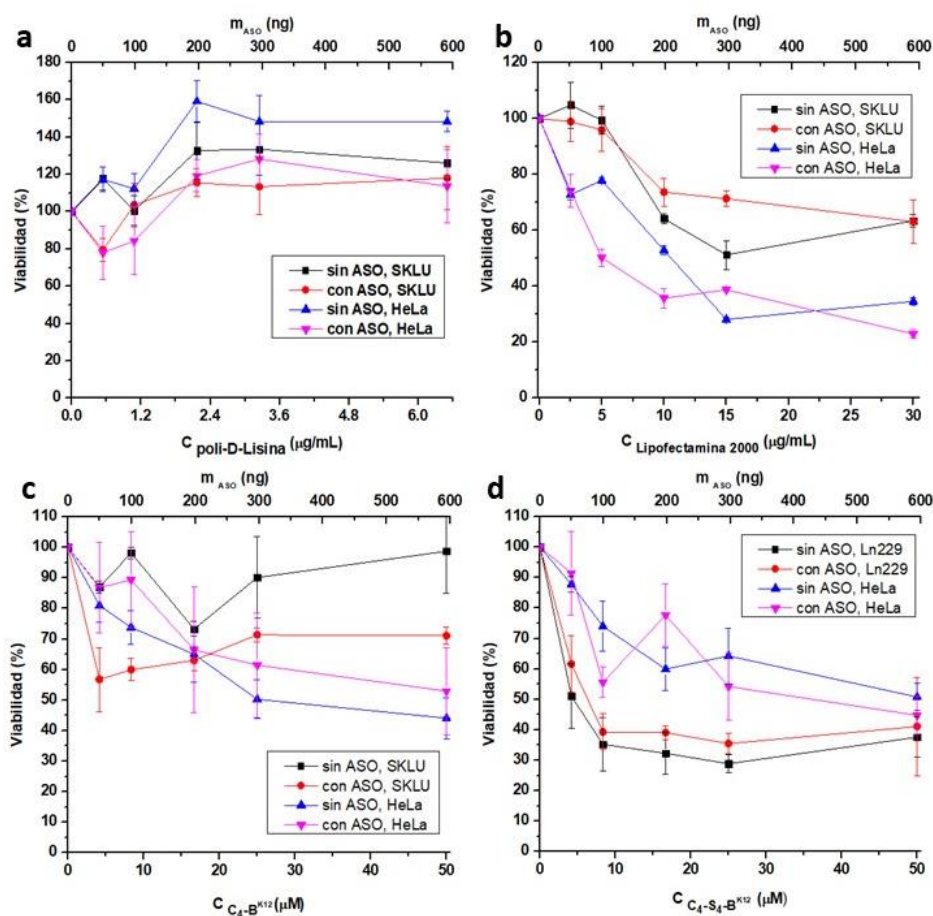 a
m ASO (ng)
0 100 200 300 400 500 600
Viabilidad (%)
180
160
140
120
100
80
60
40
20
0
sin ASO, SKLU
con ASO, SKLU
sin ASO, HeLa
con ASO, HeLa
0.0 1.2 2.4 3.6 4.8 6.0
C poli-D-Lisina (µg/mL)
b
m ASO (ng)
0 100 200 300 400 500 600
Viabilidad (%)
120
100
80
60
40
20
0
sin ASO, SKLU
con ASO, SKLU
sin ASO, HeLa
con ASO, HeLa
0 5 10 15 20 25 30
C Lipofectamina 2000 (µg/mL)
c
m ASO (ng)
0 100 200 300 400 500 600
Viabilidad (%)
110
100
90
80
70
60
50
40
30
20
10
0
sin ASO, SKLU
con ASO, SKLU
sin ASO, HeLa
con ASO, HeLa
0 10 20 30 40 50
C C4-B K12 (µM)
d
m ASO (ng)
0 100 200 300 400 500 600
Viabilidad (%)
110
100
90
80
70
60
50
40
30
20
10
0
sin ASO, Ln229
con ASO, Ln229
sin ASO, HeLa
con ASO, HeLa
0 10 20 30 40 50
C C4-S4-B K12 (µM)